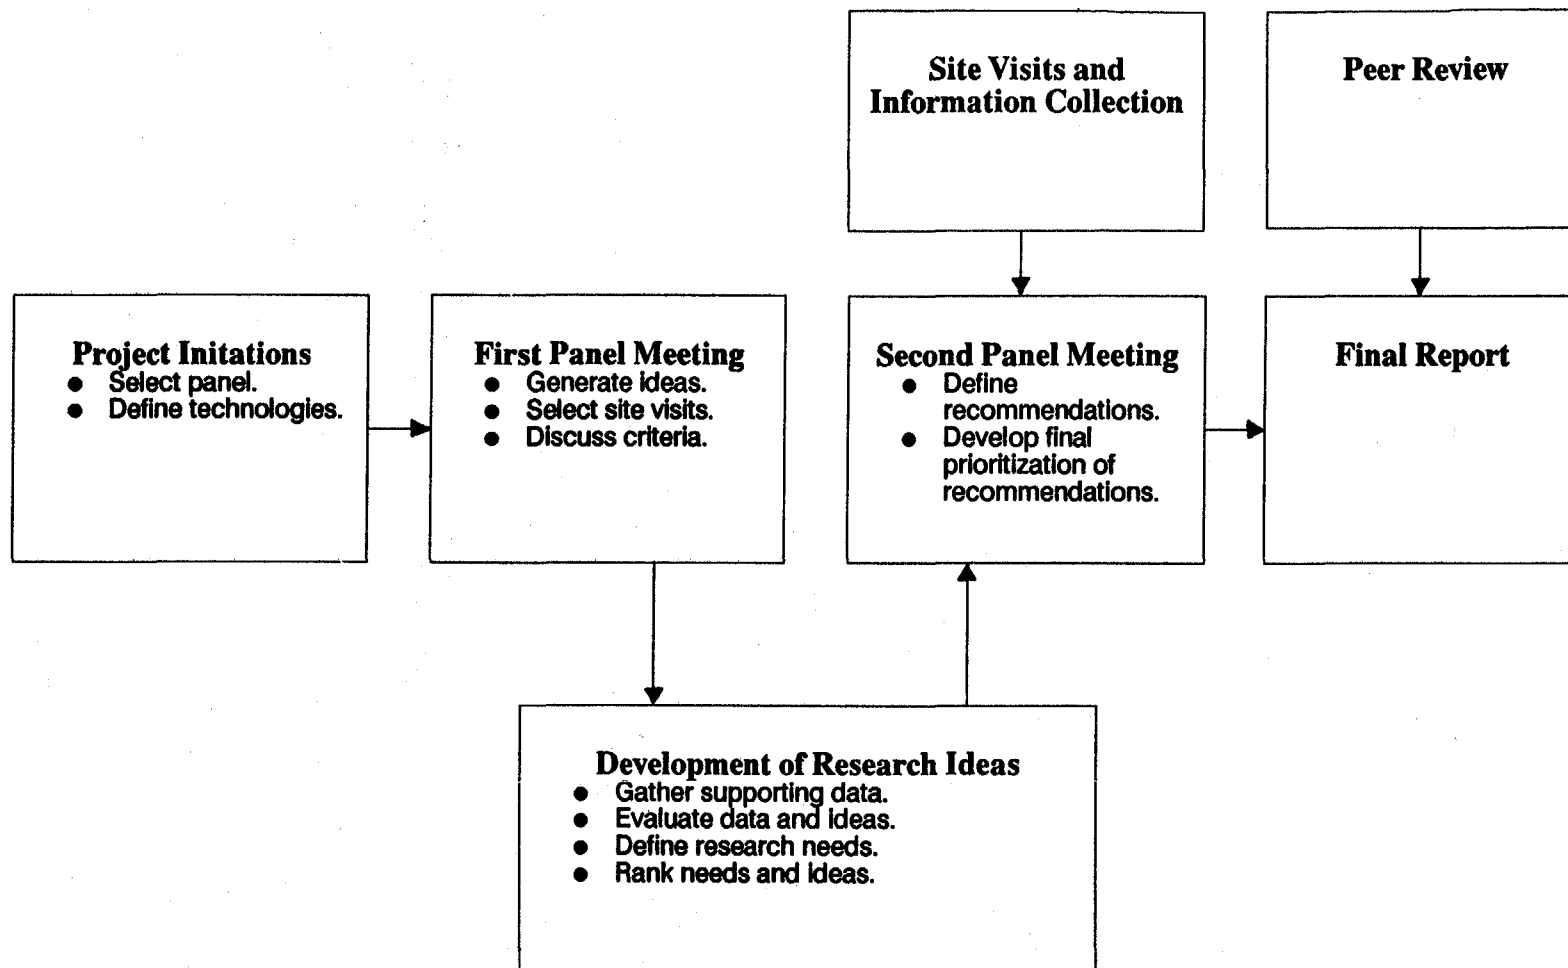 Site Visits and
Information Collection
Peer Review
Project Initations
● Select panel.
● Define technologies.
First Panel Meeting
● Generate ideas.
● Select site visits.
● Discuss criteria.
Second Panel Meeting
● Define
recommendations.
● Develop final
prioritization of
recommendations.
Final Report
Development of Research Ideas
● Gather supporting data.
● Evaluate data and ideas.
● Define research needs.
● Rank needs and ideas.